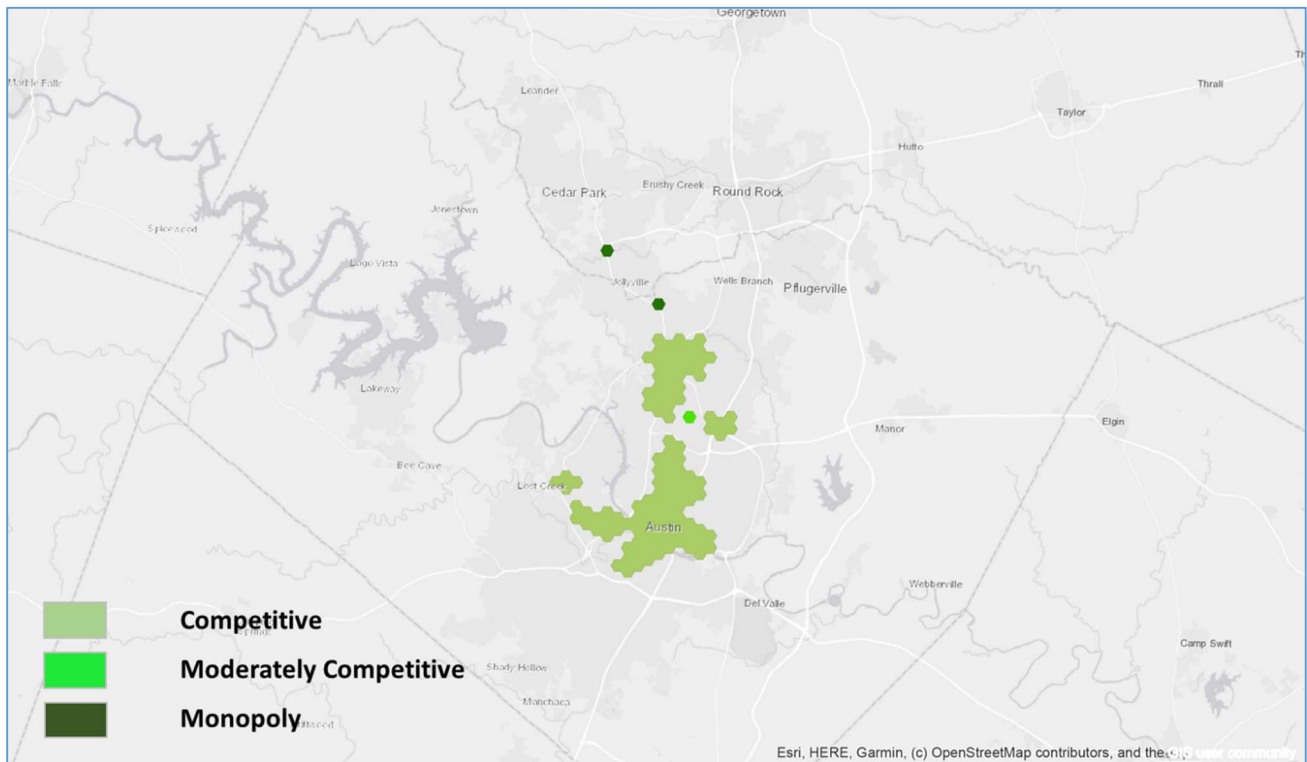 Georgetown
Th
Marble Falls
Thrall
Leander
Taylor
Hutto
Cedar Park
Brushy Creek
Round Rock
Jonestown
Spicewood
Lago Vista
Jollyville
Wells Branch
Pflugerville
Lakeway
Elgin
Manor
Bee Cave
Lost Creek
Austin
Webberville
Del Valle
Competitive
Camp Swift
Moderately Competitive
Shady Hollow
Manchaca
Monopoly
Esri, HERE, Garmin, (c) OpenStreetMap contributors, and the GIS user community